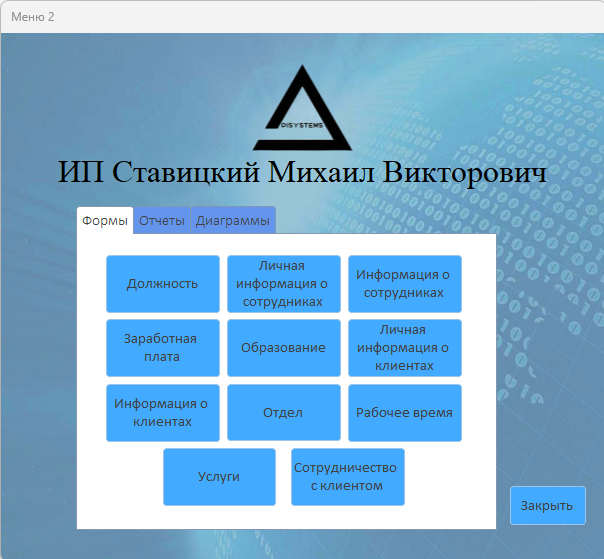 Меню 2
DPISYSTEMS
ИП Ставицкий Михаил Викторович
Формы Отчеты Диаграммы
Должность
Личная
информация о
сотрудниках
Информация о
сотрудниках
Заработная
плата
Образование
Личная
информация о
клиентах
Информация о
клиентах
Отдел
Рабочее время
Услуги
Сотрудничество
с клиентом
Закрыть